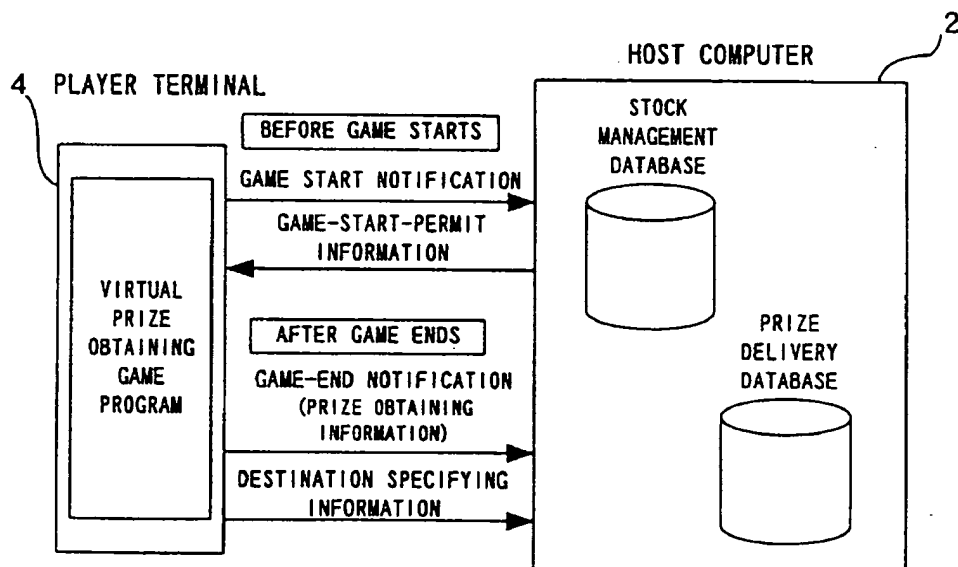 2
HOST COMPUTER
4 PLAYER TERMINAL
STOCK
MANAGEMENT
DATABASE
BEFORE GAME STARTS
GAME START NOTIFICATION
GAME-START-PERMIT
INFORMATION
VIRTUAL
PRIZE
OBTAINING
GAME
PROGRAM
AFTER GAME ENDS
GAME-END NOTIFICATION
(PRIZE OBTAINING
INFORMATION)
DESTINATION SPECIFYING
INFORMATION
PRIZE
DELIVERY
DATABASE